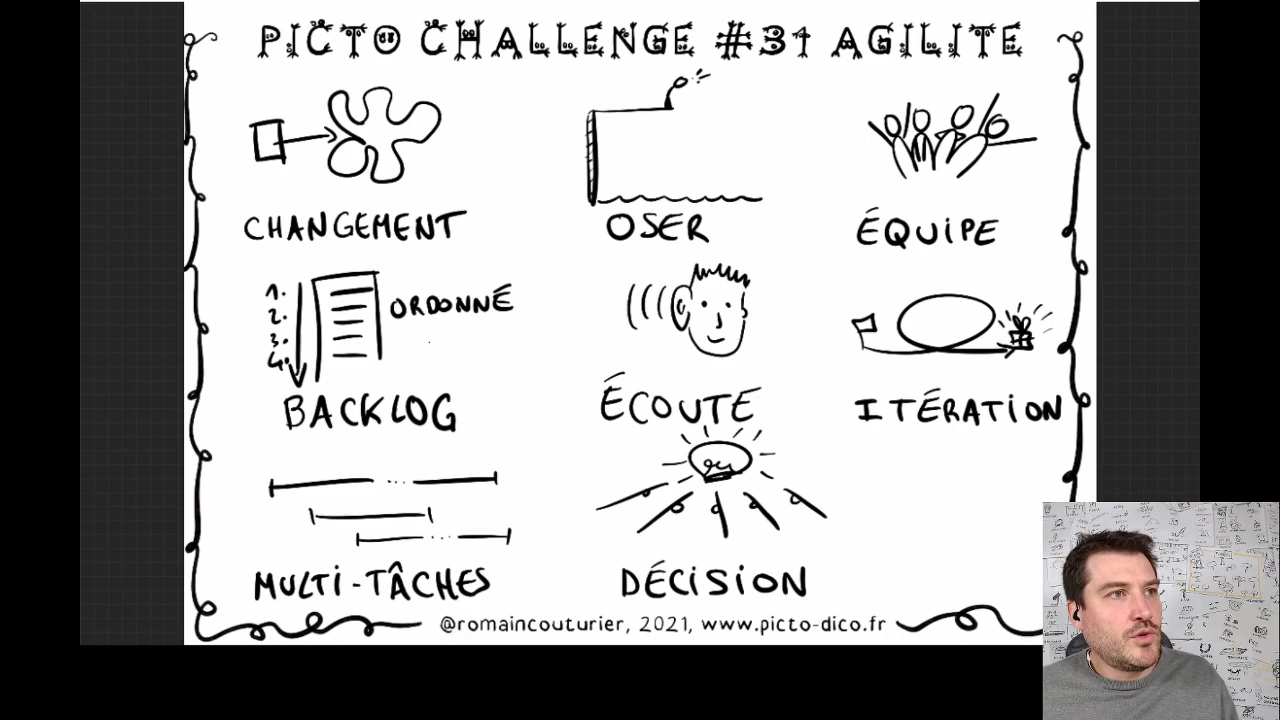 PICTO CHALLENGE #31 AGILITE
CHANGEMENT
OSER
ÉQUIPE
1.
2.
3.
4.
ORDONNÉ
BACKLOG
ÉCOUTE
ITÉRATION
MULTI-TÂCHES
DÉCISION
@romaincouturier, 2021, www.picto-dico.fr